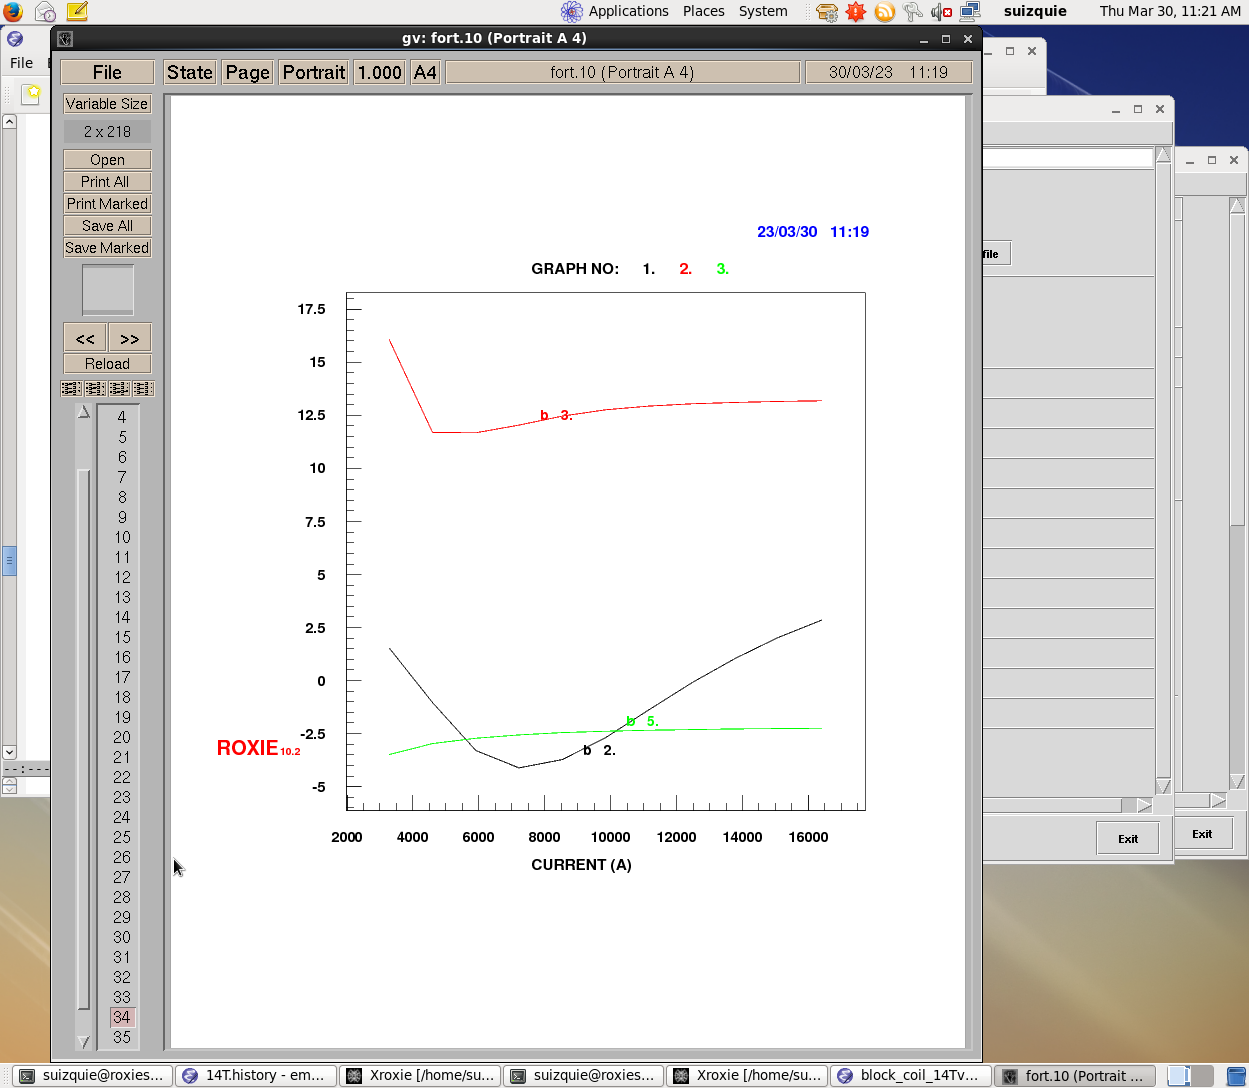 Applications Places System suizquie Thu Mar 30, 11:21 AM
gv: fort.10 (Portrait A 4)
File
File State Page Portrait 1.000 A4 fort.10 (Portrait A 4) 30/03/23 11:19
Variable Size
2 x 218
Open
Print All
Print Marked
Save All
Save Marked
<< >>
Reload
4
5
6
7
8
9
10
11
12
13
14
15
16
17
18
19
20
21
22
23
24
25
26
27
28
29
30
31
32
33
34
35
23/03/30 11:19
GRAPH NO: 1. 2. 3.
17.5
15
12.5
10
7.5
5
2.5
0
-2.5
-5
b 3.
b 5.
b 2.
ROXIE 10.2
2000 4000 6000 8000 10000 12000 14000 16000
CURRENT (A)
file
--:---
Exit
Exit
suizquie@roxies... 14T.history - em... Xroxie [/home/su... suizquie@roxies... Xroxie [/home/su... block_coil_14Tv... fort.10 (Portrait ...